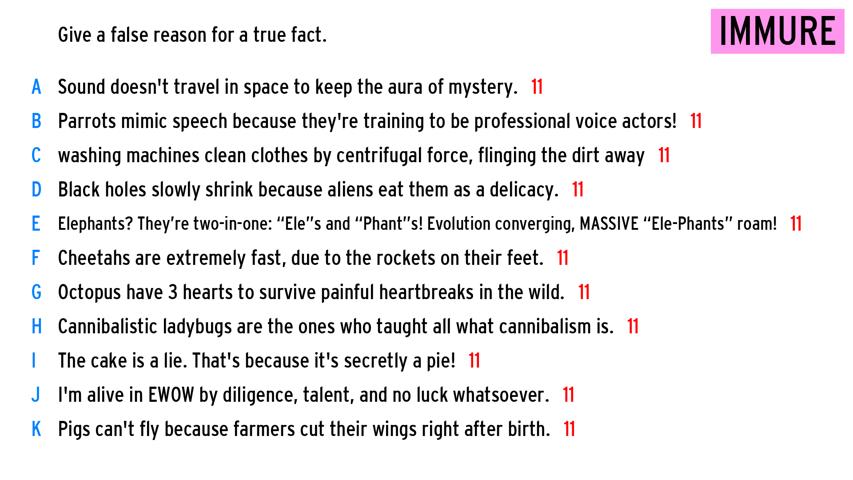 Give a false reason for a true fact.
IMMURE
A Sound doesn't travel in space to keep the aura of mystery. 11
B Parrots mimic speech because they're training to be professional voice actors! 11
C washing machines clean clothes by centrifugal force, flinging the dirt away 11
D Black holes slowly shrink because aliens eat them as a delicacy. 11
E Elephants? They’re two-in-one: “Ele”s and “Phant”s! Evolution converging, MASSIVE “Ele-Phants” roam! 11
F Cheetahs are extremely fast, due to the rockets on their feet. 11
G Octopus have 3 hearts to survive painful heartbreaks in the wild. 11
H Cannibalistic ladybugs are the ones who taught all what cannibalism is. 11
I The cake is a lie. That's because it's secretly a pie! 11
J I'm alive in EWOW by diligence, talent, and no luck whatsoever. 11
K Pigs can't fly because farmers cut their wings right after birth. 11